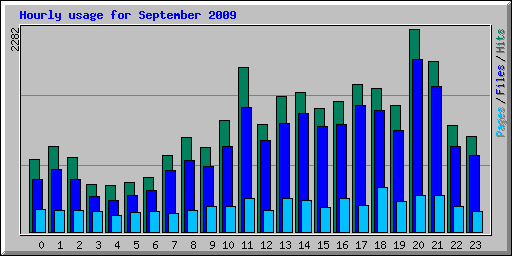 Hourly usage for September 2009
2282
Pages / Files / Hits
0 1 2 3 4 5 6 7 8 9 10 11 12 13 14 15 16 17 18 19 20 21 22 23